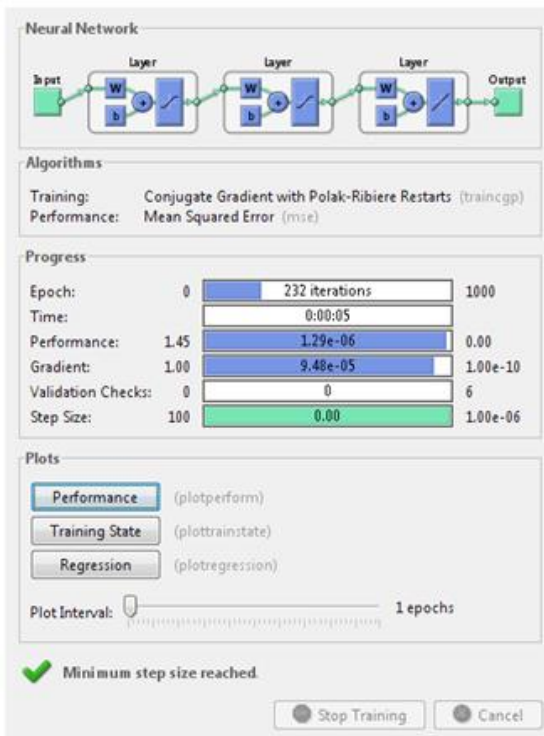 Neural Network
Layer Layer Layer
Input Output
W W W
b b b
+ + +
Algorithms
Training: Conjugate Gradient with Polak-Ribiere Restarts (traincgp)
Performance: Mean Squared Error (mse)
Progress
Epoch: 0 232 iterations 1000
Time: 0:00:05
Performance: 1.45 1.29e-06 0.00
Gradient: 1.00 9.48e-05 1.00e-10
Validation Checks: 0 0 6
Step Size: 100 0.00 1.00e-06
Plots
Performance (plotperform)
Training State (plottrainstate)
Regression (plotregression)
Plot Interval: 1 epochs
Minimum step size reached.
Stop Training Cancel